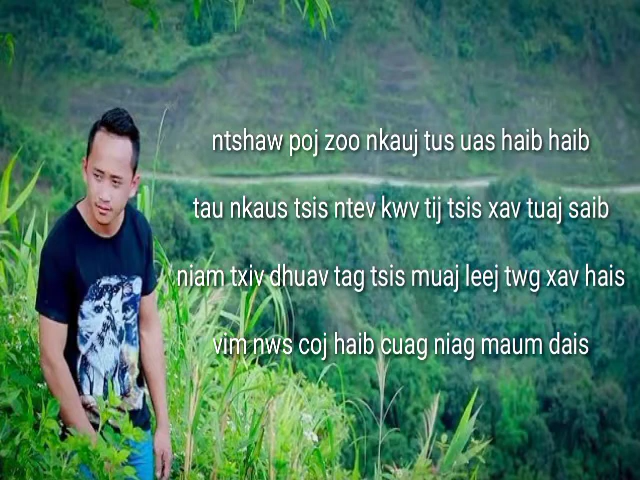 ntshaw poj zoo nkauj tus uas haib haib
tau nkaus tsis ntev kwv tij tsis xav tuaj saib
niam txiv dhuav tag tsis muaj leej twg xav hais
vim nws coj haib cuag niag maum dais